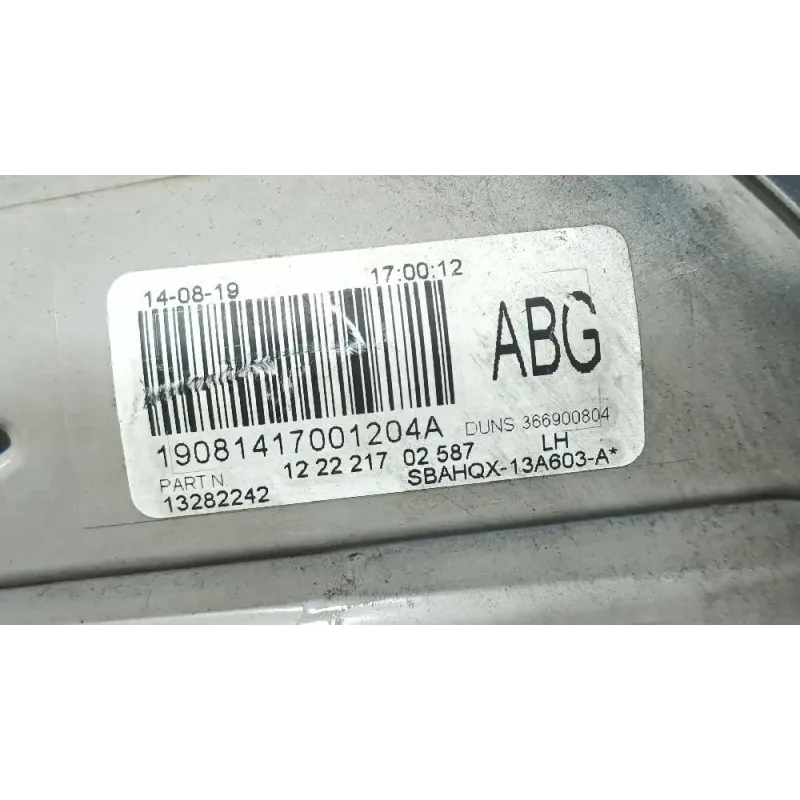 14-08-19 17:00:12
ABG
19081417001204A DUNS 366900804
PART N. 12 22 217 02 587 LH
13282242 SBAHQX-13A603-A*